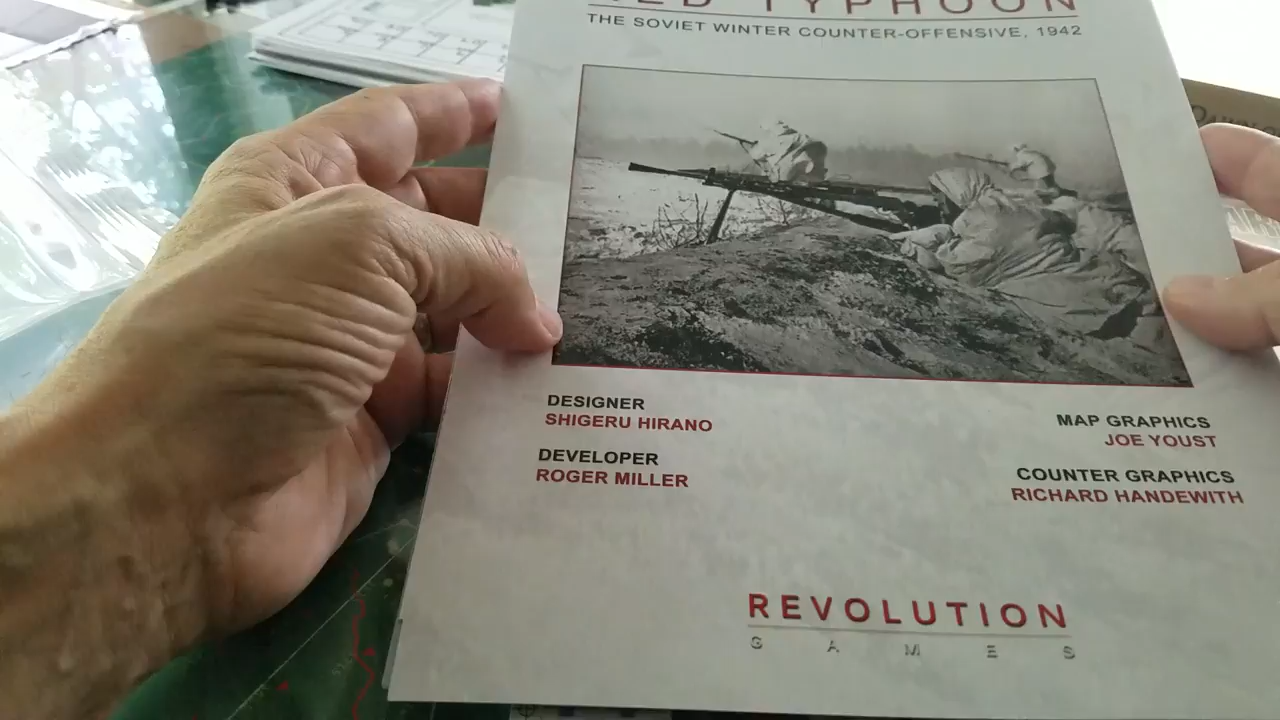 RED TYPHOON
THE SOVIET WINTER COUNTER-OFFENSIVE, 1942
DESIGNER
SHIGERU HIRANO
DEVELOPER
ROGER MILLER
MAP GRAPHICS
JOE YOUST
COUNTER GRAPHICS
RICHARD HANDEWITH
REVOLUTION
GAMES